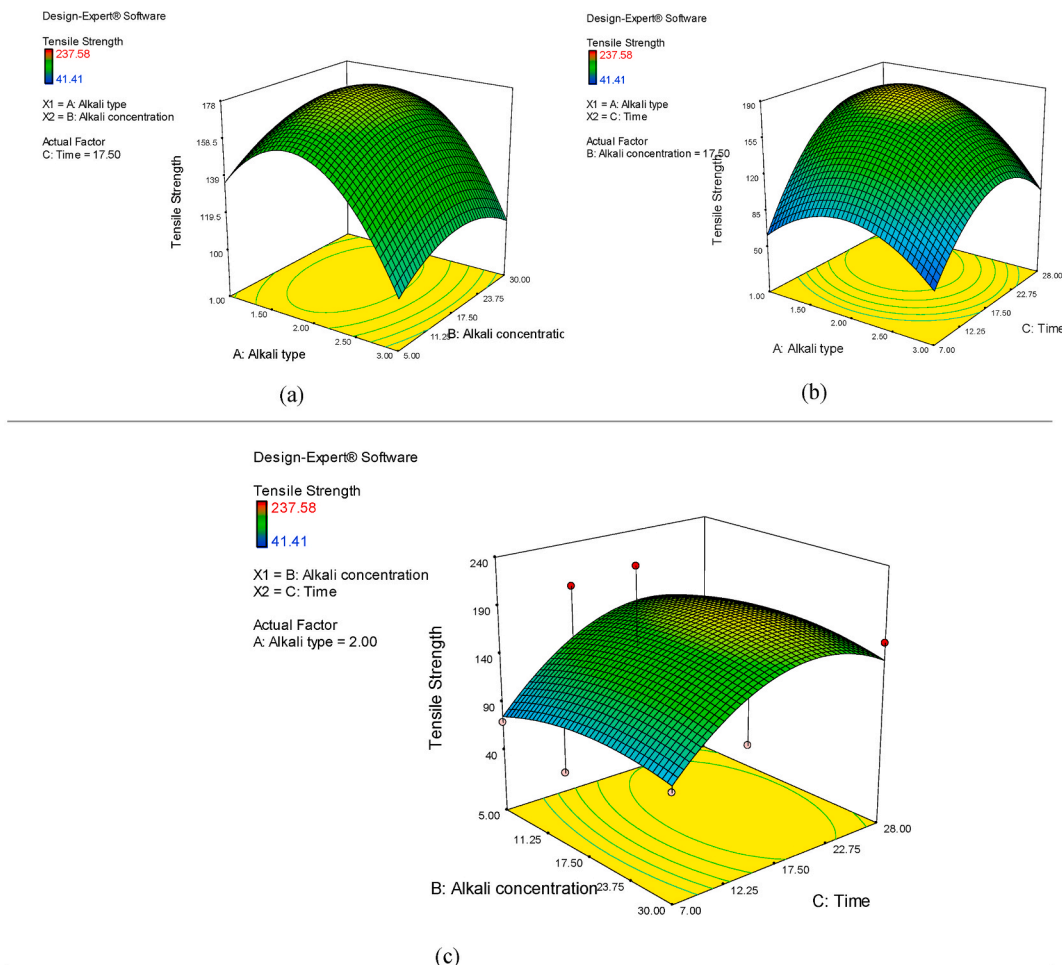 Design-Expert® Software
Tensile Strength
237.58
41.41
X1 = A: Alkali type
X2 = B: Alkali concentration
Actual Factor
C: Time = 17.50
178
158.5
139
119.5
100
Tensile Strength
1.00
1.50
2.00
2.50
3.00
A: Alkali type
5.00
11.25
17.50
23.75
30.00
B: Alkali concentratic
(a)
Design-Expert® Software
Tensile Strength
237.58
41.41
X1 = A: Alkali type
X2 = C: Time
Actual Factor
B: Alkali concentration = 17.50
190
155
120
85
50
Tensile Strength
1.00
1.50
2.00
2.50
3.00
A: Alkali type
7.00
12.25
17.50
22.75
28.00
C: Time
(b)
Design-Expert® Software
Tensile Strength
237.58
41.41
X1 = B: Alkali concentration
X2 = C: Time
Actual Factor
A: Alkali type = 2.00
240
190
140
90
40
Tensile Strength
5.00
11.25
17.50
23.75
30.00
B: Alkali concentration
7.00
12.25
17.50
22.75
28.00
C: Time
(c)